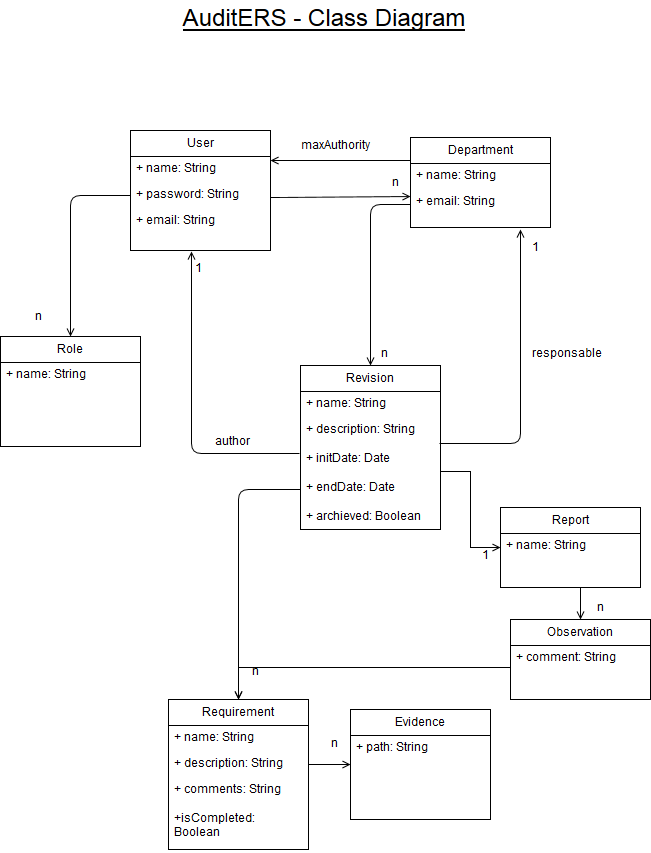 AuditERS - Class Diagram
User
+ name: String
+ password: String
+ email: String
maxAuthority
n
Department
+ name: String
+ email: String
1
1
n
Role
+ name: String
n
responsable
Revision
+ name: String
+ description: String
+ initDate: Date
+ endDate: Date
+ archieved: Boolean
author
Report
+ name: String
1
n
Observation
+ comment: String
n
Requirement
+ name: String
+ description: String
+ comments: String
+isCompleted:
Boolean
n
Evidence
+ path: String